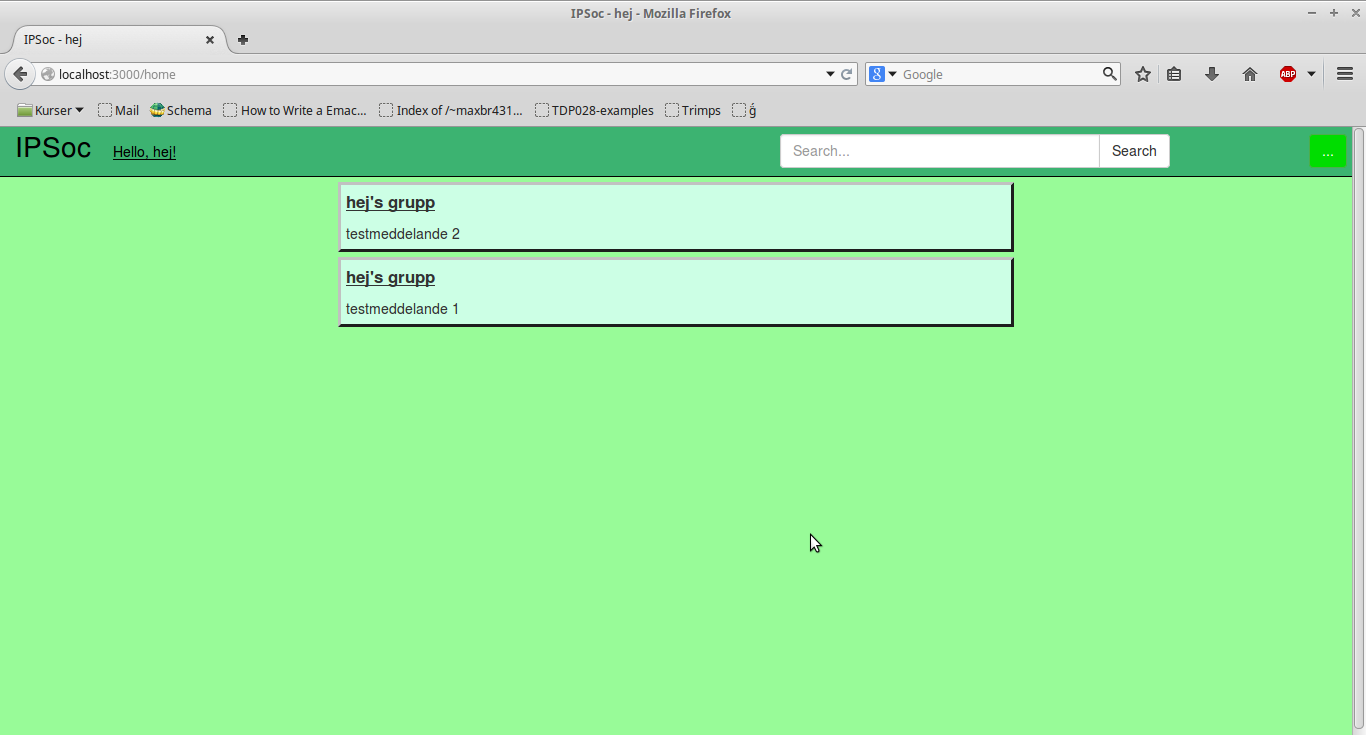 IPSoc - hej - Mozilla Firefox
IPSoc - hej
localhost:3000/home
8 Google
ABP
Kurser Mail Schema How to Write a Emac... Index of /~maxbr431... TDP028-examples Trimps ģ
IPSoc Hello, hej! Search... Search ...
hej's grupp
testmeddelande 2
hej's grupp
testmeddelande 1